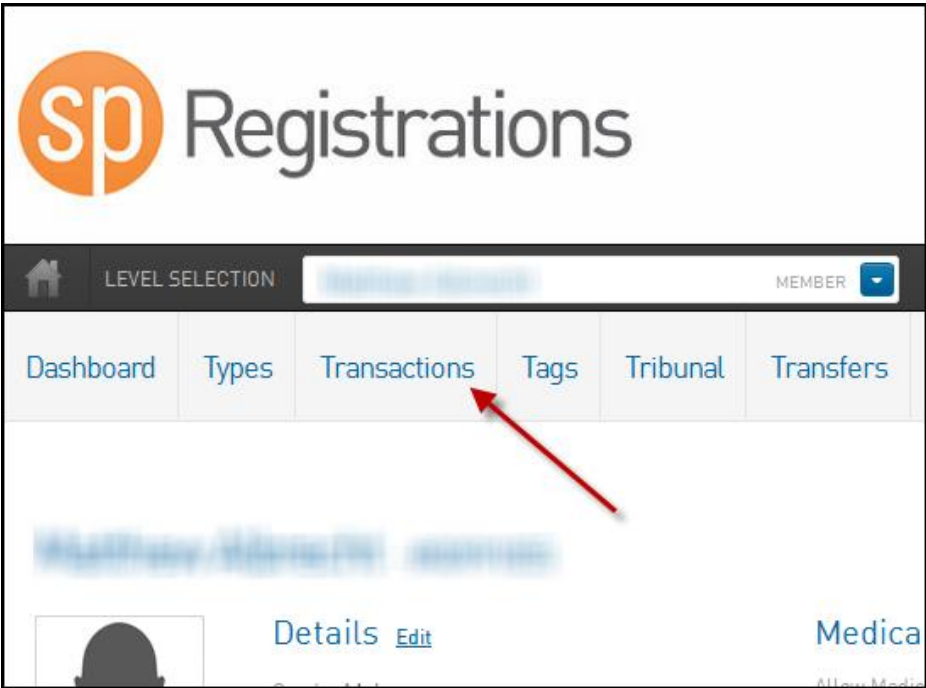 sp Registrations
LEVEL SELECTION MEMBER
Dashboard Types Transactions Tags Tribunal Transfers
Details Edit Medica